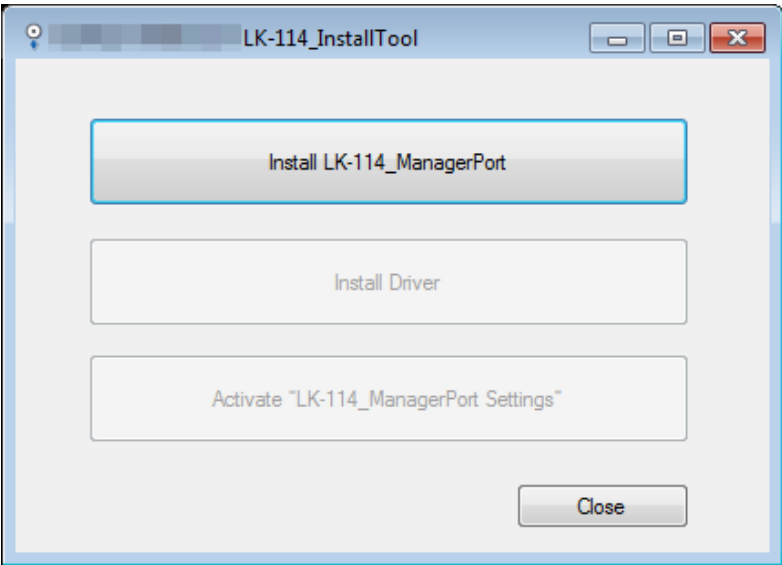 LK-114_InstallTool
Install LK-114_ManagerPort
Install Driver
Activate "LK-114_ManagerPort Settings"
Close